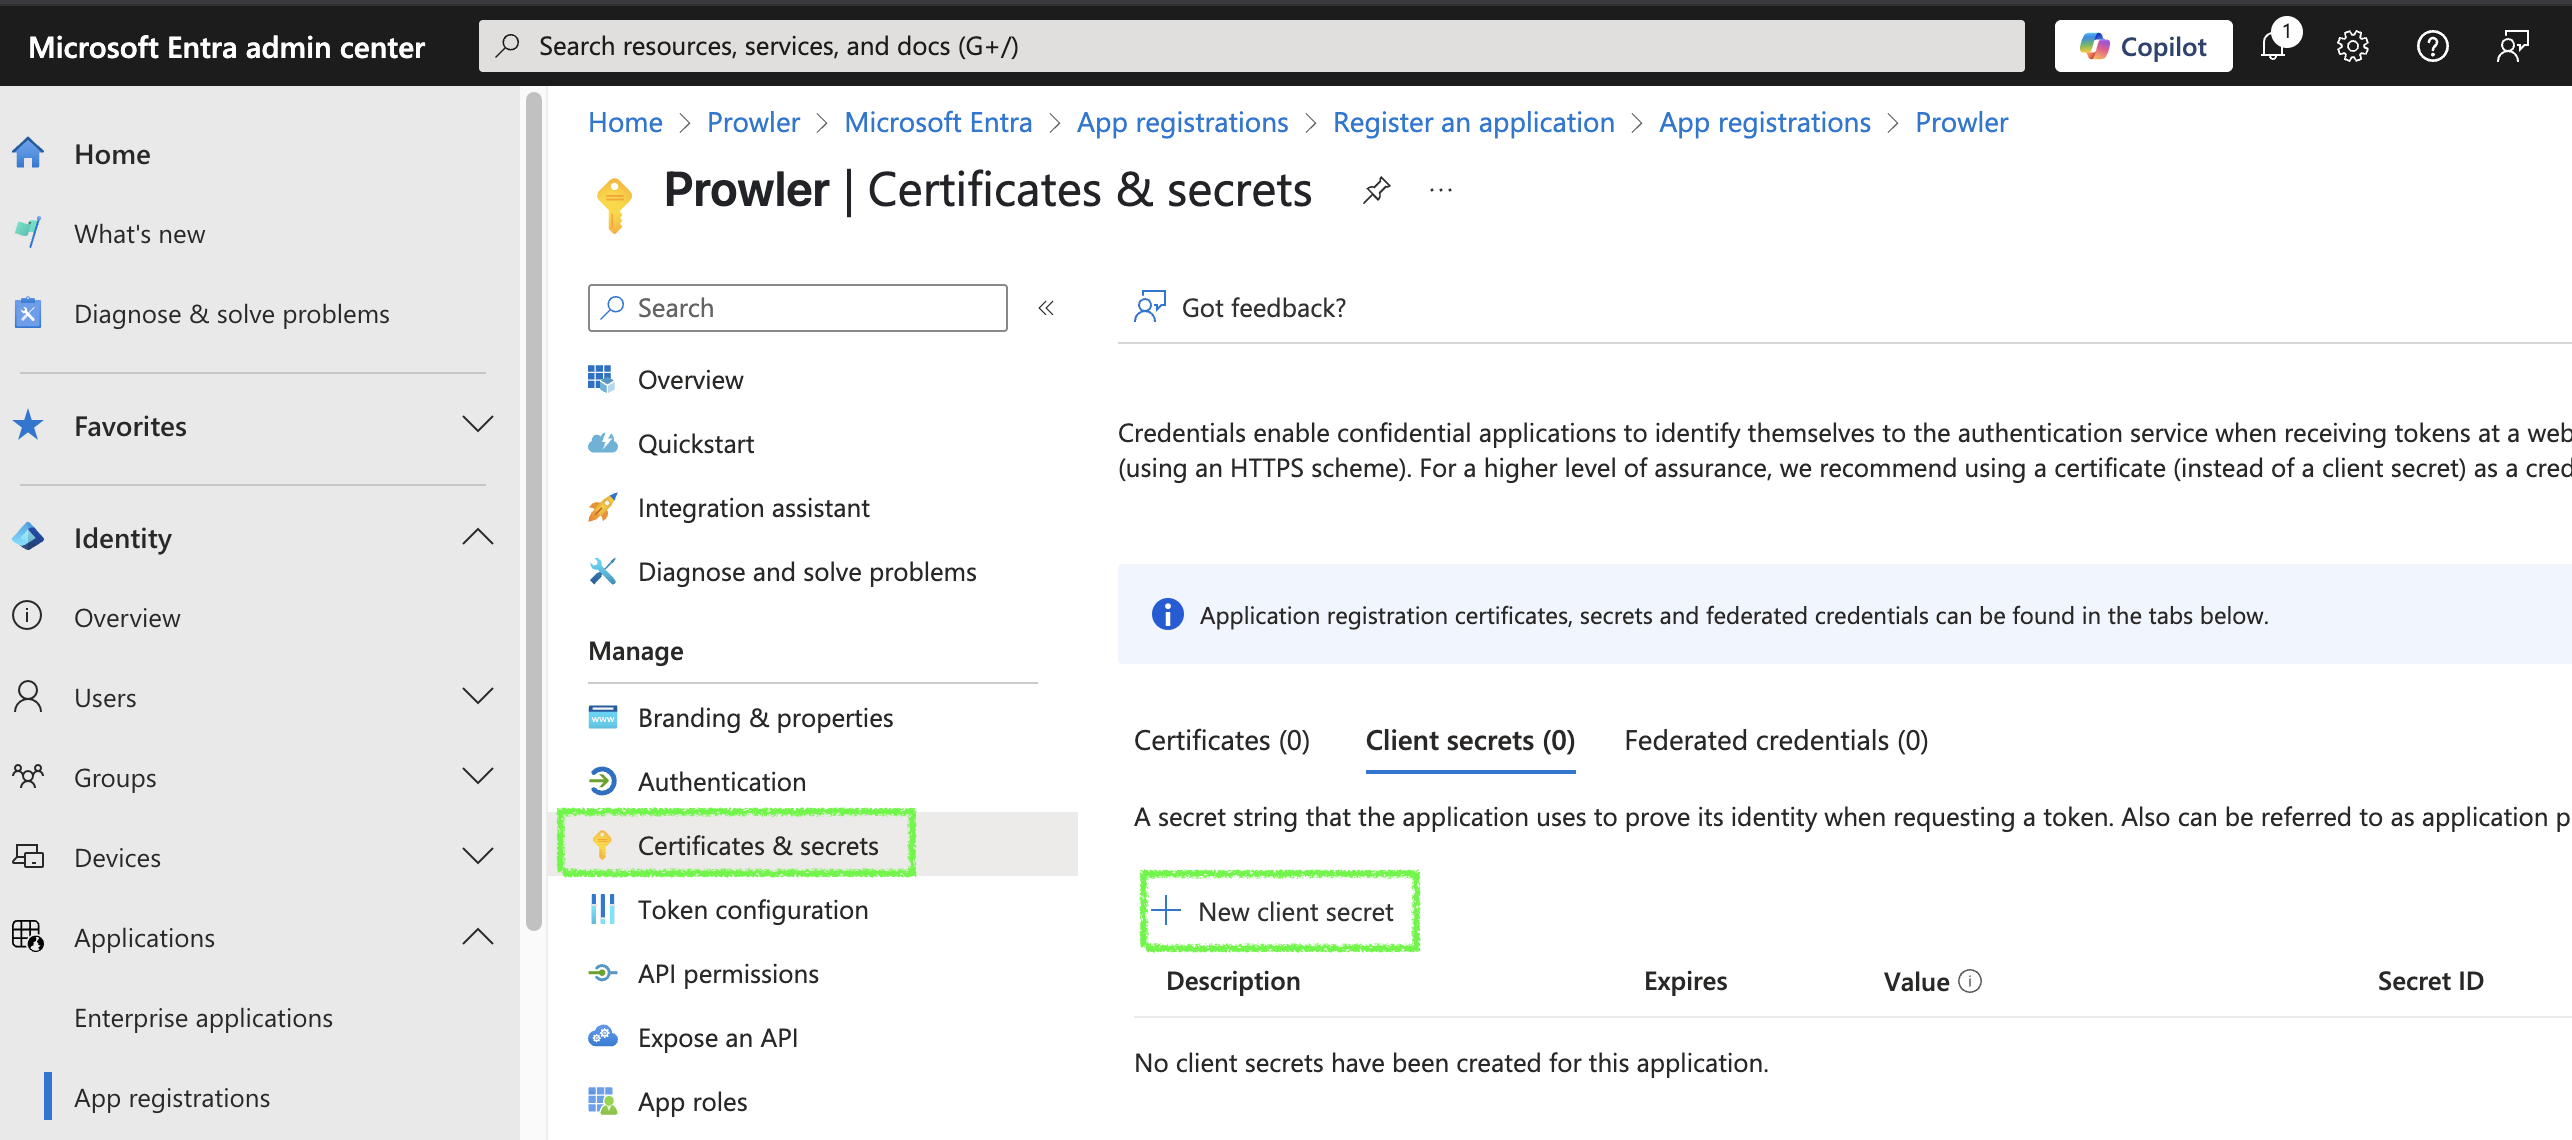 Microsoft Entra admin center
Search resources, services, and docs (G+/)
Copilot
1
Home
What's new
Diagnose & solve problems
Favorites
Identity
Overview
Users
Groups
Devices
Applications
Enterprise applications
App registrations
Home > Prowler > Microsoft Entra > App registrations > Register an application > App registrations > Prowler
Prowler | Certificates & secrets
...
Search
«
Overview
Quickstart
Integration assistant
Diagnose and solve problems
Manage
Branding & properties
Authentication
Certificates & secrets
Token configuration
API permissions
Expose an API
App roles
Got feedback?
Credentials enable confidential applications to identify themselves to the authentication service when receiving tokens at a web
(using an HTTPS scheme). For a higher level of assurance, we recommend using a certificate (instead of a client secret) as a cred
Application registration certificates, secrets and federated credentials can be found in the tabs below.
Certificates (0) Client secrets (0) Federated credentials (0)
A secret string that the application uses to prove its identity when requesting a token. Also can be referred to as application p
+ New client secret
Description Expires Value Secret ID
No client secrets have been created for this application.